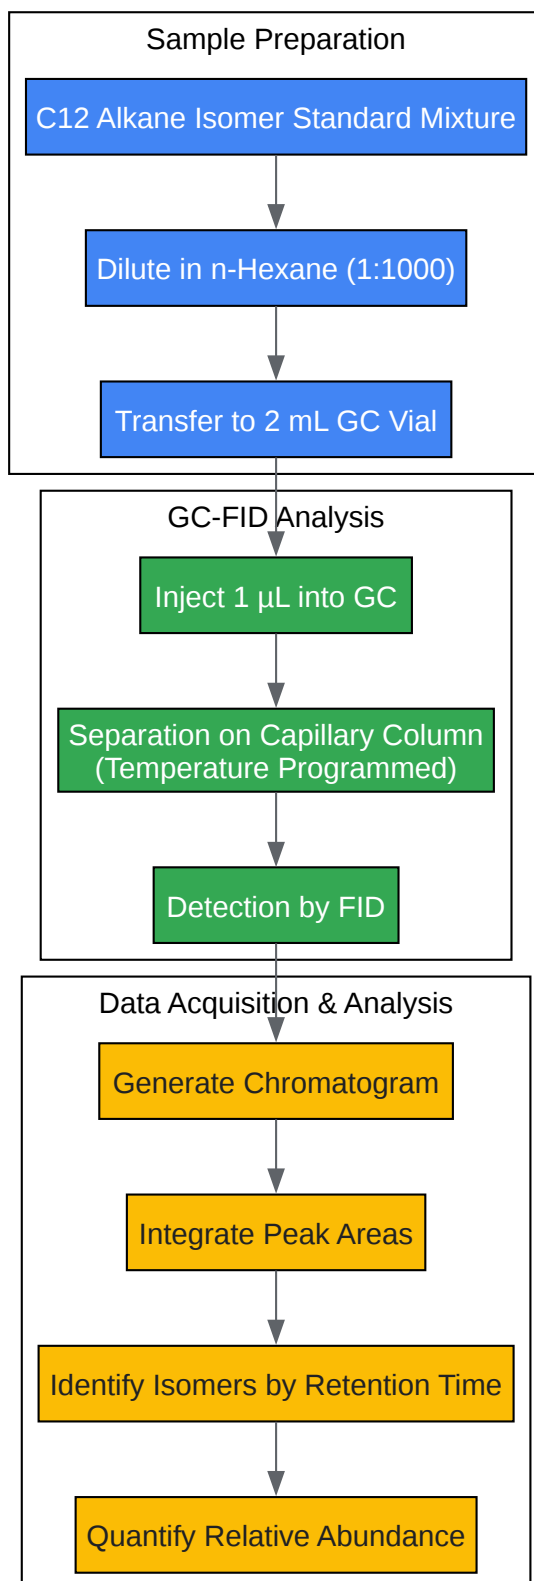 Sample Preparation
C12 Alkane Isomer Standard Mixture
Dilute in n-Hexane (1:1000)
Transfer to 2 mL GC Vial
GC-FID Analysis
Inject 1 µL into GC
Separation on Capillary Column
(Temperature Programmed)
Detection by FID
Data Acquisition & Analysis
Generate Chromatogram
Integrate Peak Areas
Identify Isomers by Retention Time
Quantify Relative Abundance